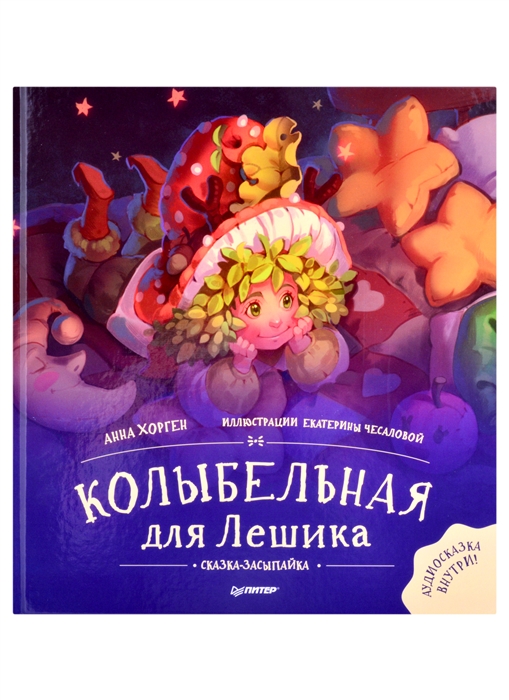 АННА ХОРГЕН
ИЛЛЮСТРАЦИИ ЕКАТЕРИНЫ ЧЕСАЛОВОЙ
КОЛЫБЕЛЬНАЯ
ДЛЯ ЛЕШИКА
• СКАЗКА-ЗАСЫПАЙКА •
ПИТЕР®
АУДИОСКАЗКА
ВНУТРИ!